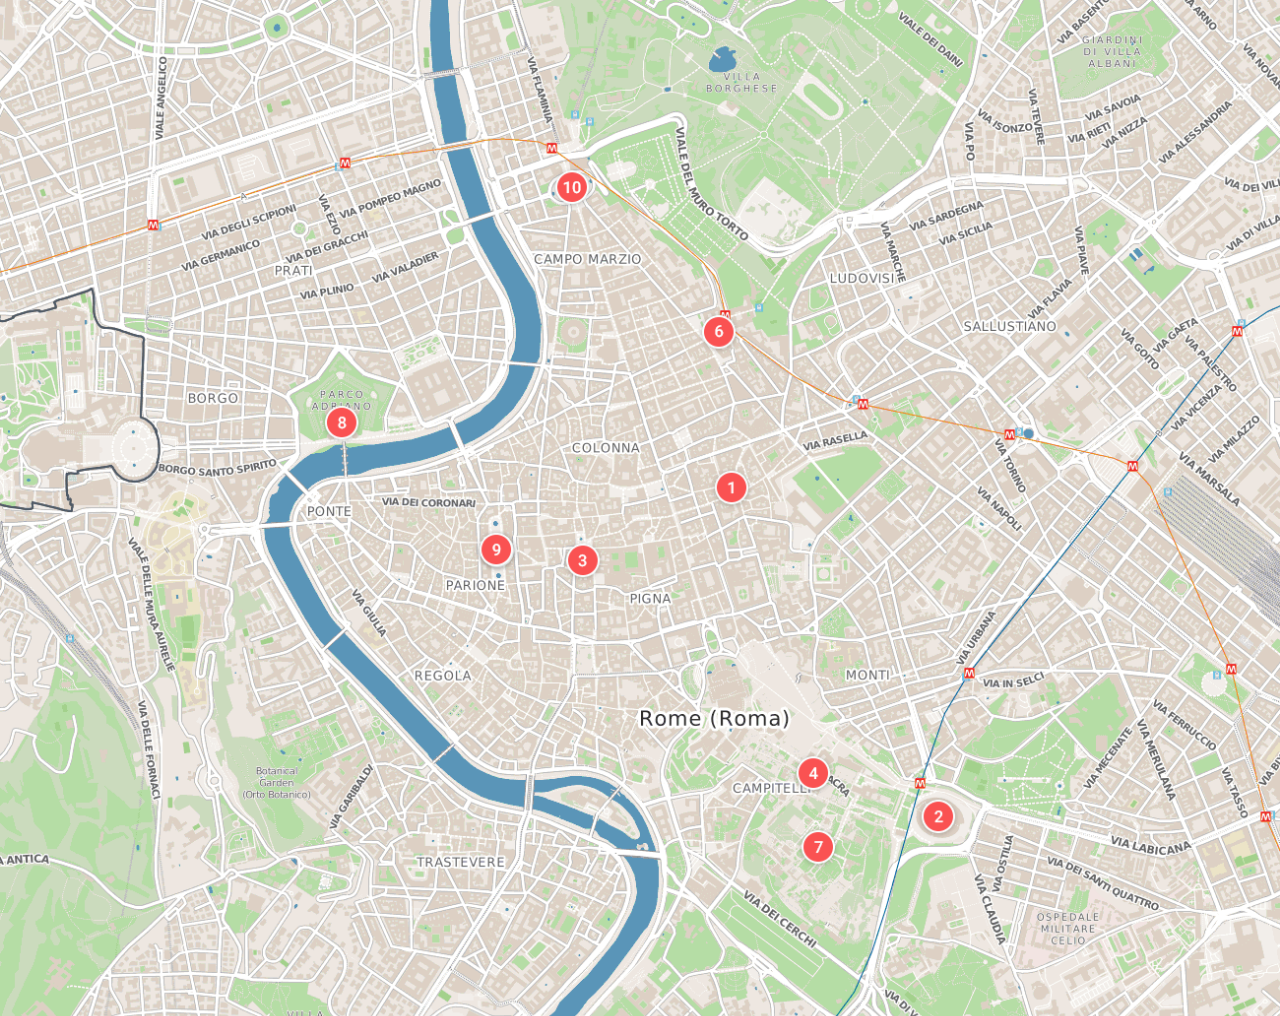 VIALE ANGELICO
VIA FLAMINIA
VILLA
BORGHESE
VIALE DEI DAINI
VIA BASENTO
VIA ARNO
GIARDINI
DI VILLA
ALBANI
VIA NOVARA
VIA PO
VIA ISONZO
VIA TEVERE
VIA SAVOIA
VIA RIETI
VIA NIZZA
VIA ALESSANDRIA
VIA DEI VILL
VIA DI VILLA
VIALE DEL MURO TORTO
10
A
VIA DEGLI SCIPIONI
VIA EZIO
VIA POMPEO MAGNO
VIA GERMANICO
VIA DEI GRACCHI
PRATI
VIA VALADIER
VIA PLINIO
CAMPO MARZIO
VIA SARDEGNA
VIA SICILIA
VIA MARCHE
VIA PIAVE
LUDOVISI
VIA FLAVIA
SALLUSTIANO
VIA GAETA
VIA GOITO
VIA PALESTRO
VIA VICENZA
VIA MILAZZO
6
BORGO
PARCO
ADRIANO
8
COLONNA
VIA RASELLA
VIA TORINO
VIA MARSALA
VIA NAPOLI
BORGO SANTO SPIRITO
VIA DEI CORONARI
PONTE
1
9
3
PARIONE
PIGNA
VIALE DELLE MURA AURELIE
VIA GIULIA
REGOLA
MONTI
VIA URBANA
VIA IN SELCI
Rome (Roma)
VIA DELLE FORNACI
Botanical
Garden
(Orto Botanico)
VIA GARIBALDI
4
CAMPITELLI
ACRA
2
7
VIA MECENATE
VIA FERRUCCIO
VIA MERULANA
VIA TASSO
VIA LABICANA
VIA OSTILIA
VIA DEI SANTI QUATTRO
VIA CLAUDIA
OSPEDALE
MILITARE
CELIO
VIA DEI CERCHI
TRASTEVERE
A ANTICA
VILLA